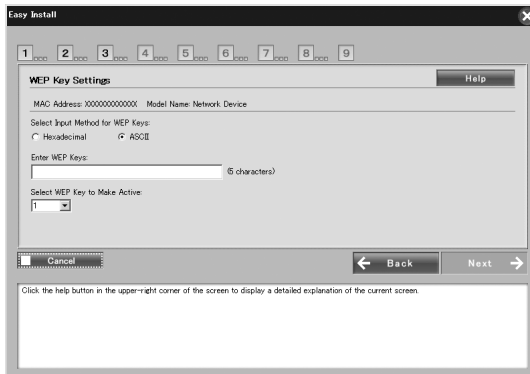 Easy Install
1 2 3 4 5 6 7 8 9
WEP Key Settings
Help
MAC Address: XXXXXXXXXXXX Model Name: Network Device
Select Input Method for WEP Keys:
Hexadecimal ASCII
Enter WEP Keys:
(5 characters)
Select WEP Key to Make Active:
1
Cancel
Back
Next
Click the help button in the upper-right corner of the screen to display a detailed explanation of the current screen.